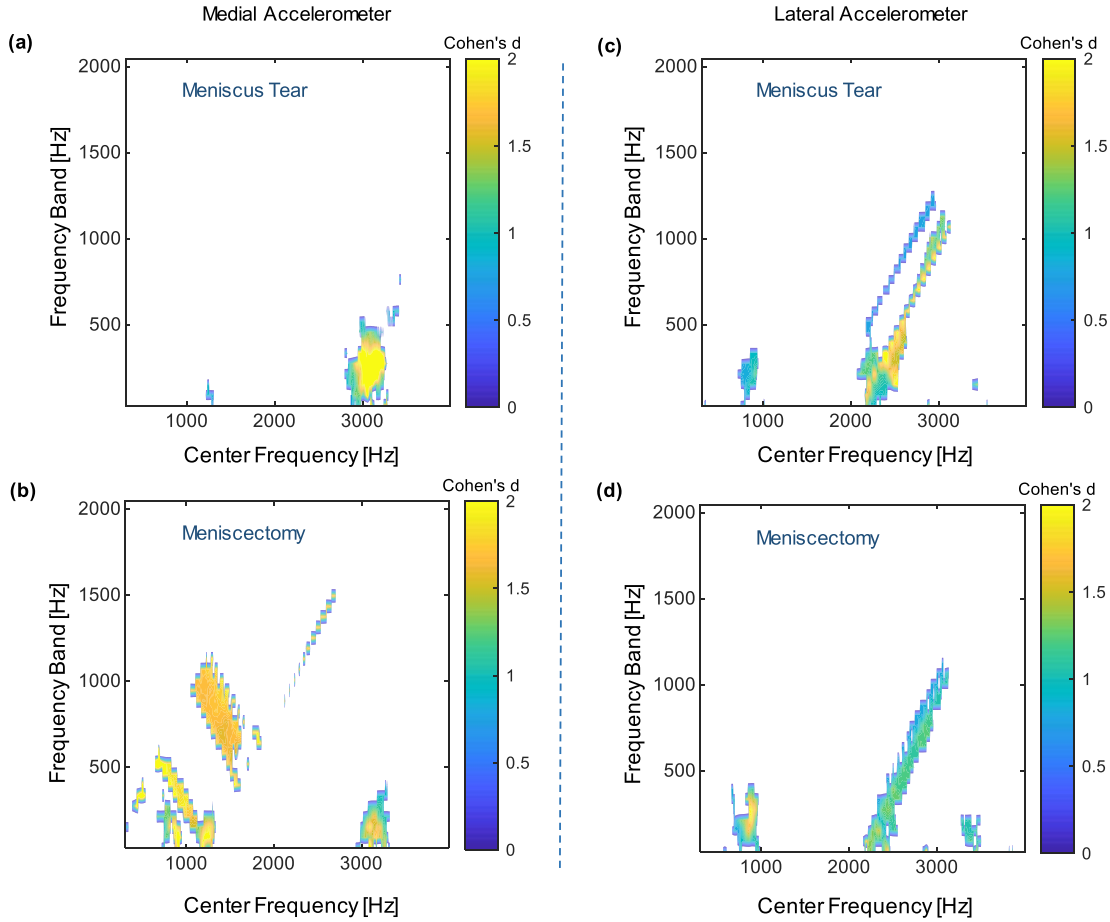 Medial Accelerometer
Lateral Accelerometer
(a)
Cohen's d
Meniscus Tear
2000
1500
1000
500
Frequency Band [Hz]
1000 2000 3000
Center Frequency [Hz]
2
1.5
1
0.5
0
(c)
Cohen's d
Meniscus Tear
2000
1500
1000
500
Frequency Band [Hz]
1000 2000 3000
Center Frequency [Hz]
2
1.5
1
0.5
0
(b)
Cohen's d
Meniscectomy
2000
1500
1000
500
Frequency Band [Hz]
1000 2000 3000
Center Frequency [Hz]
2
1.5
1
0.5
0
(d)
Cohen's d
Meniscectomy
2000
1500
1000
500
Frequency Band [Hz]
1000 2000 3000
Center Frequency [Hz]
2
1.5
1
0.5
0